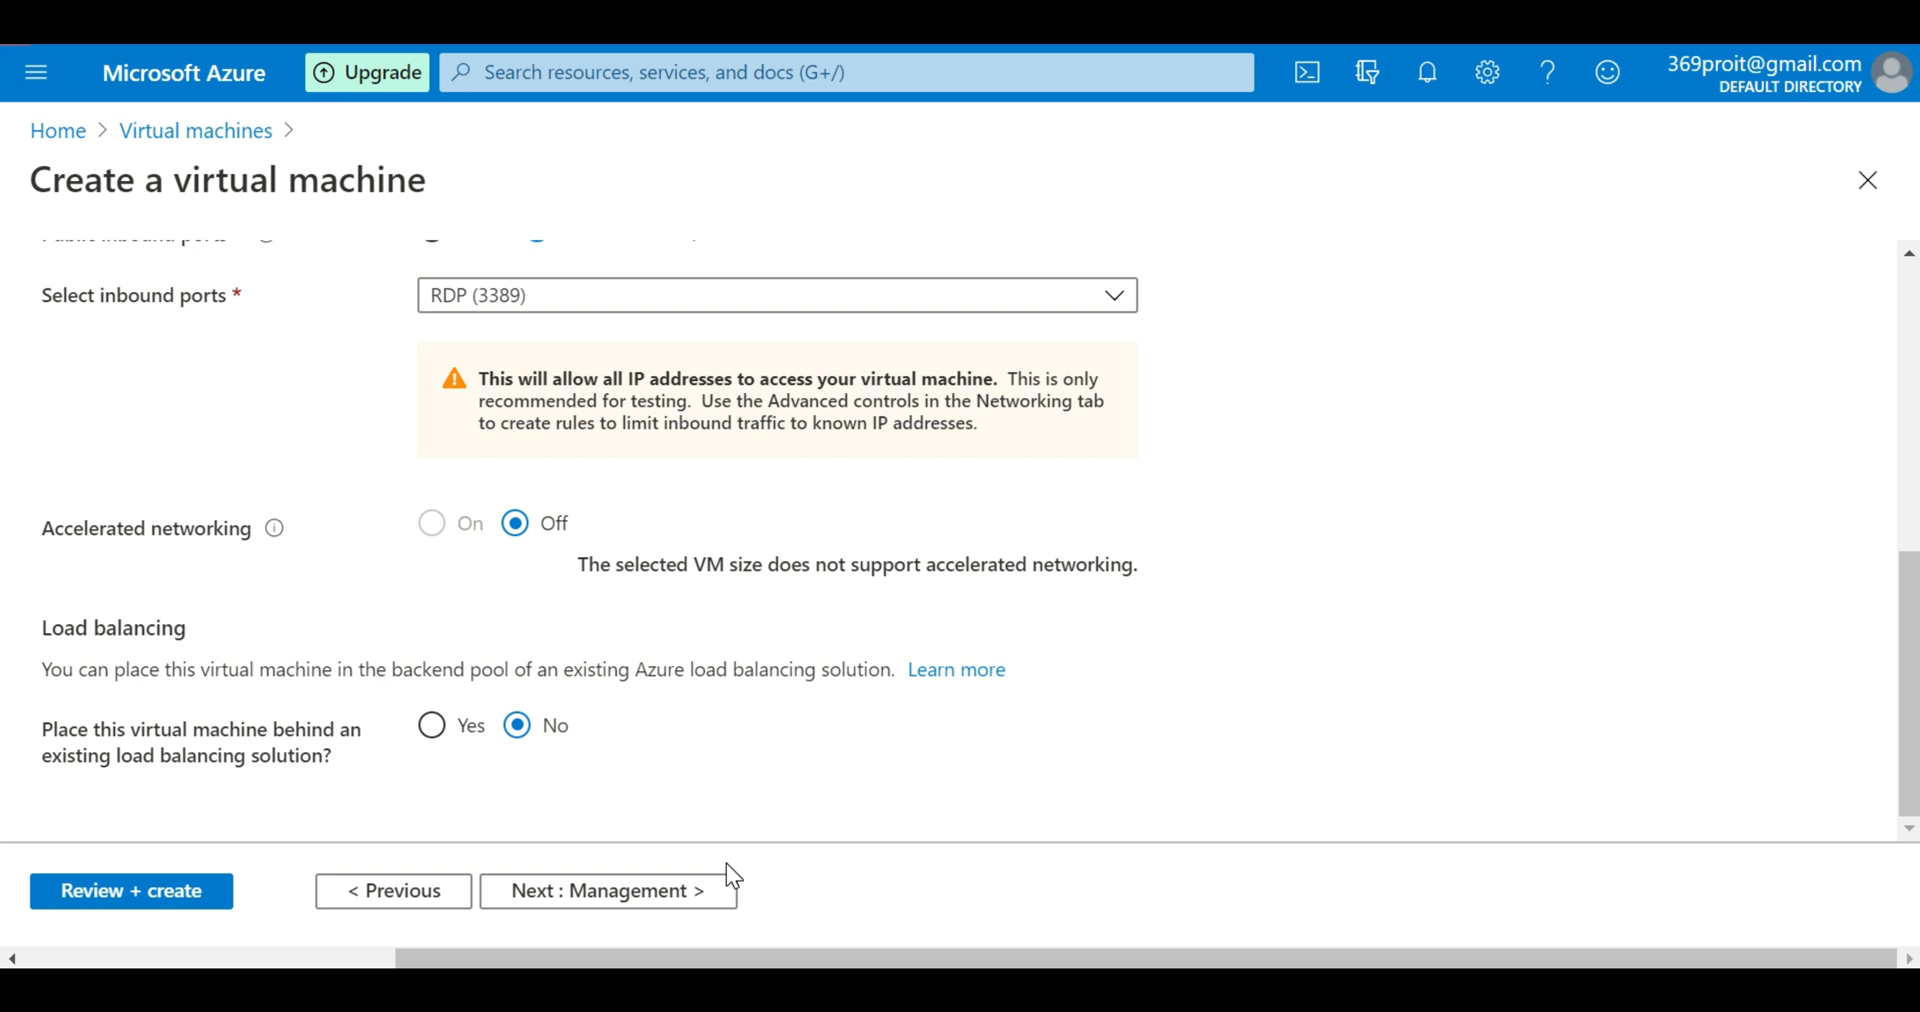 Microsoft Azure
Upgrade
Search resources, services, and docs (G+/)
369proit@gmail.com
DEFAULT DIRECTORY
Home > Virtual machines >
Create a virtual machine
Select inbound ports *
RDP (3389)
This will allow all IP addresses to access your virtual machine. This is only
recommended for testing. Use the Advanced controls in the Networking tab
to create rules to limit inbound traffic to known IP addresses.
Accelerated networking
On
Off
The selected VM size does not support accelerated networking.
Load balancing
You can place this virtual machine in the backend pool of an existing Azure load balancing solution. Learn more
Place this virtual machine behind an
existing load balancing solution?
Yes
No
Review + create
< Previous
Next : Management >